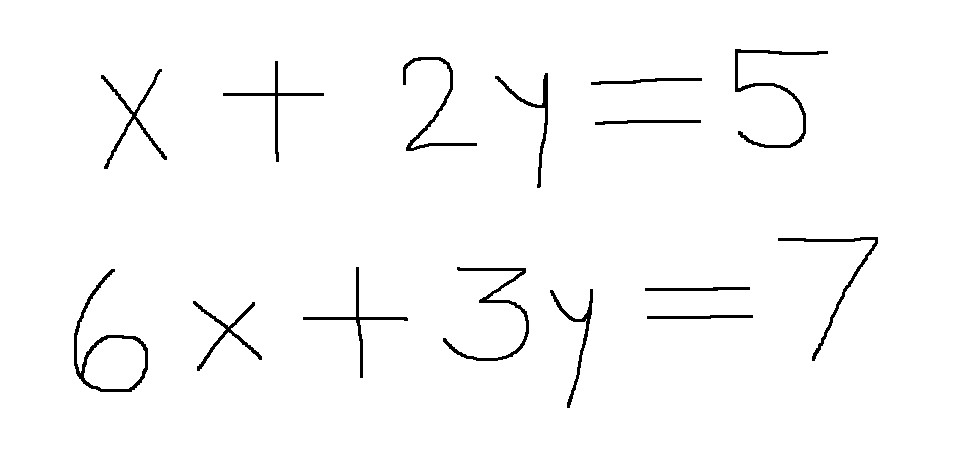 x + 2y = 5
6x + 3y = 7